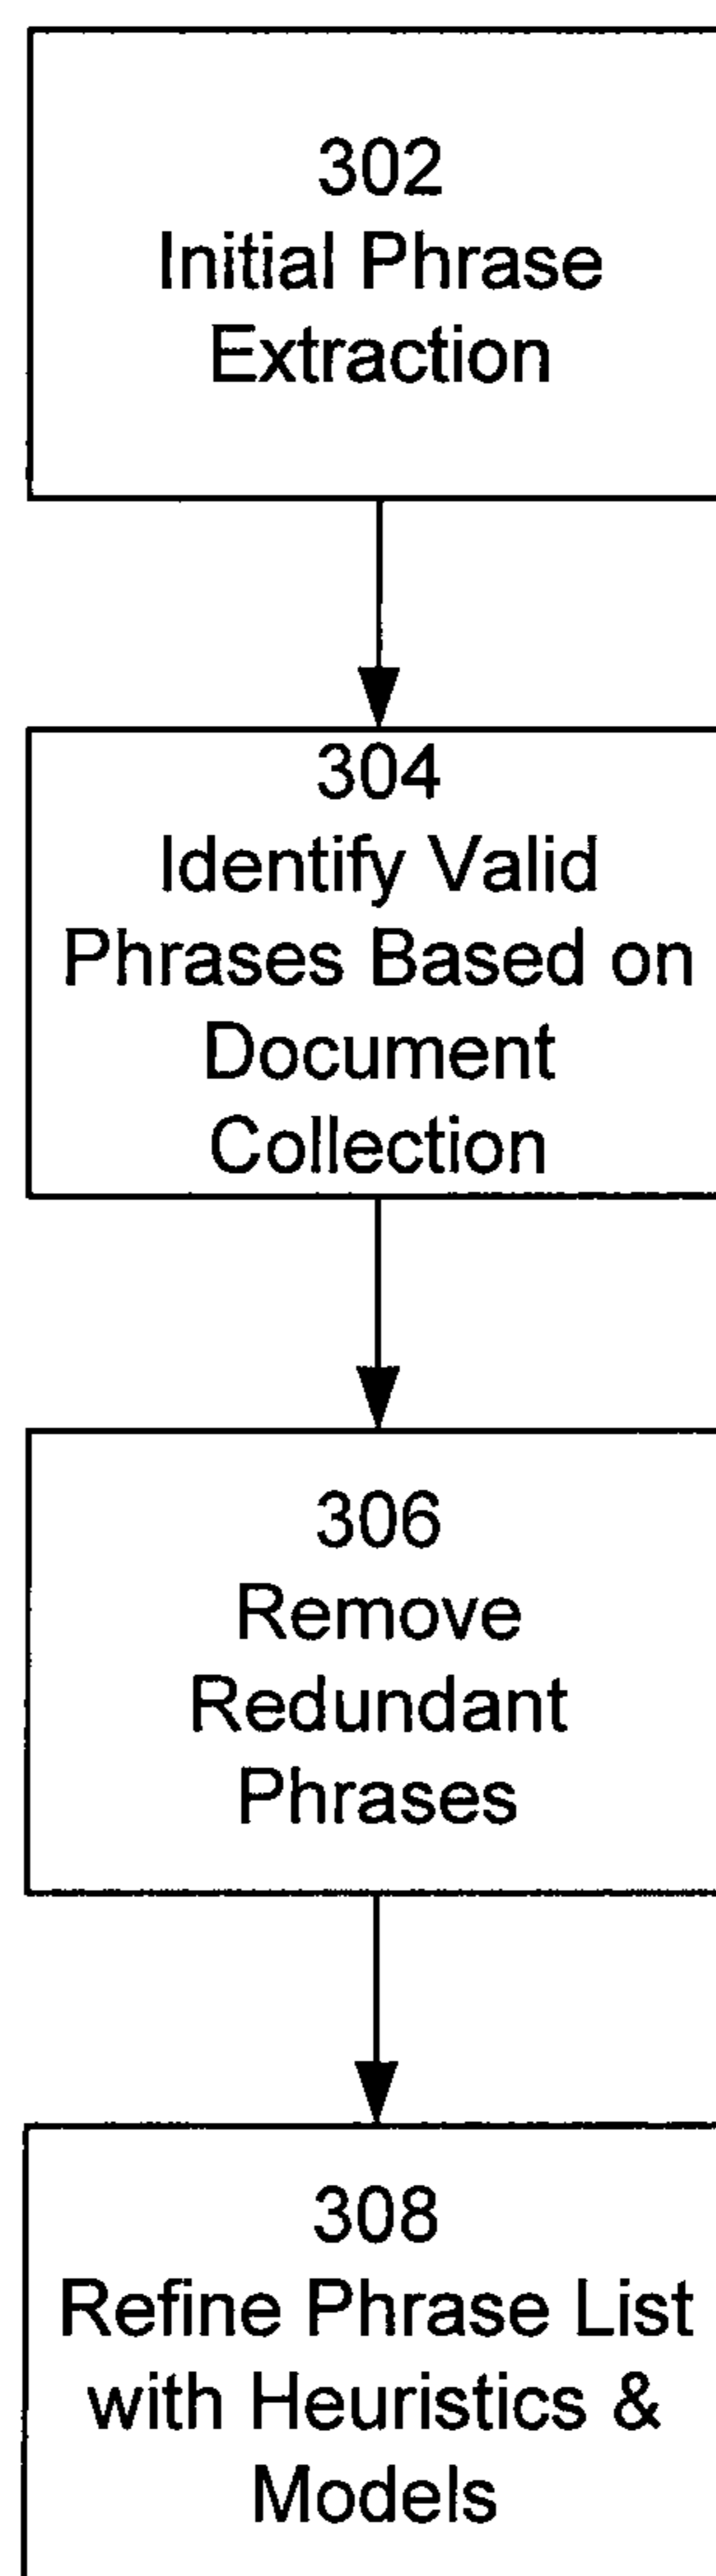 302
Initial Phrase
Extraction
304
Identify Valid
Phrases Based on
Document
Collection
306
Remove
Redundant
Phrases
308
Refine Phrase List
with Heuristics &
Models